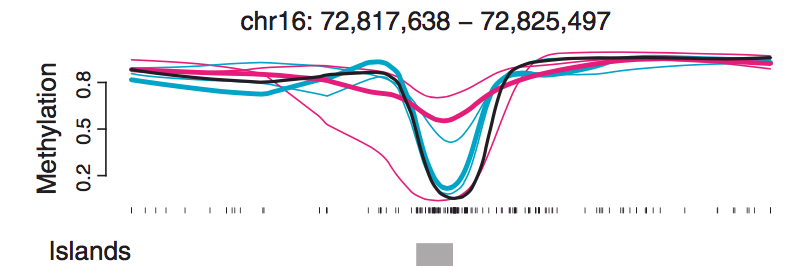 chr16: 72,817,638 − 72,825,497
Methylation
0.8
0.5
0.2
Islands